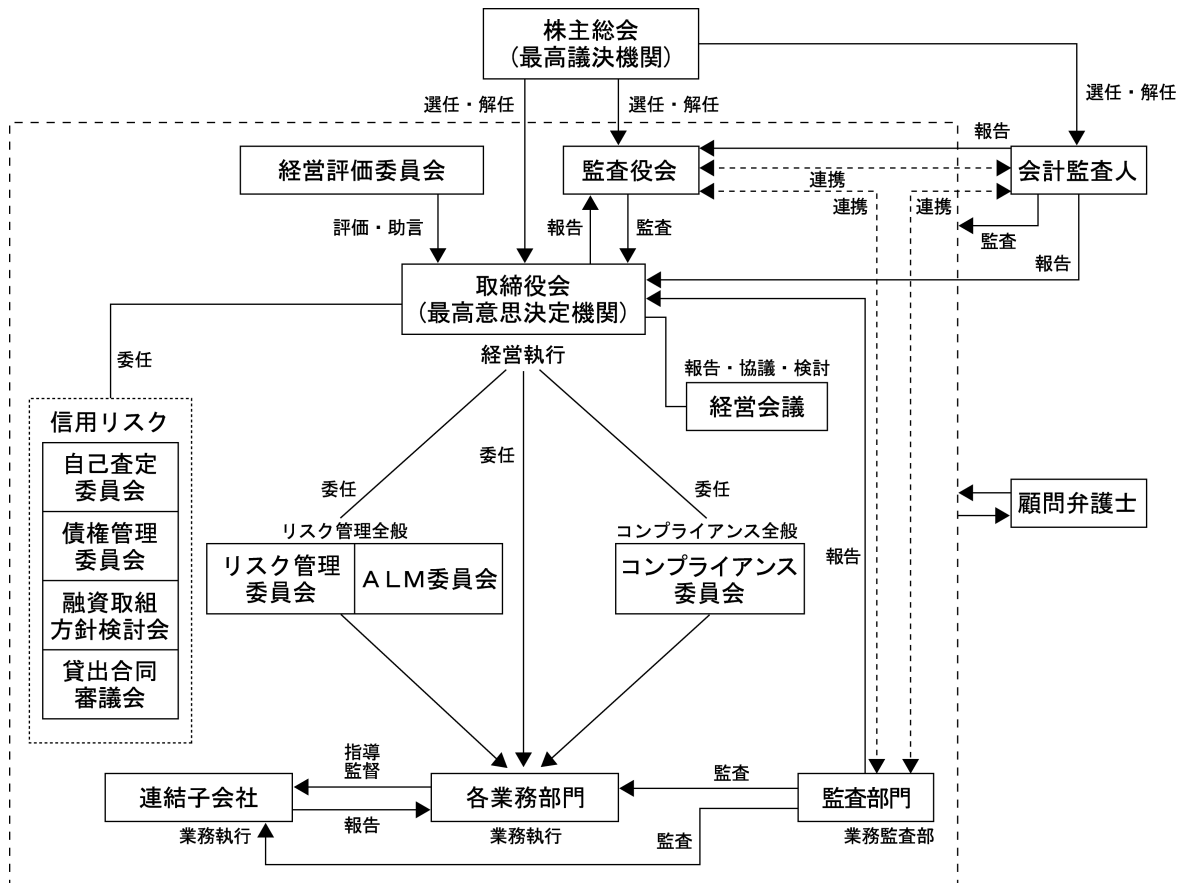 株主総会
（最高議決機関）
選任・解任
選任・解任
選任・解任
経営評価委員会
監査役会
報告
会計監査人
連携
連携
連携
評価・助言
報告
監査
監査
報告
取締役会
（最高意思決定機関）
経営執行
委任
報告・協議・検討
経営会議
信用リスク
自己査定
委員会
債権管理
委員会
融資取組
方針検討会
貸出合同
審議会
委任
委任
委任
リスク管理全般
リスク管理
委員会
ＡＬＭ委員会
コンプライアンス全般
コンプライアンス
委員会
顧問弁護士
報告
指導
監督
連結子会社
業務執行
報告
各業務部門
業務執行
監査
監査
監査部門
業務監査部